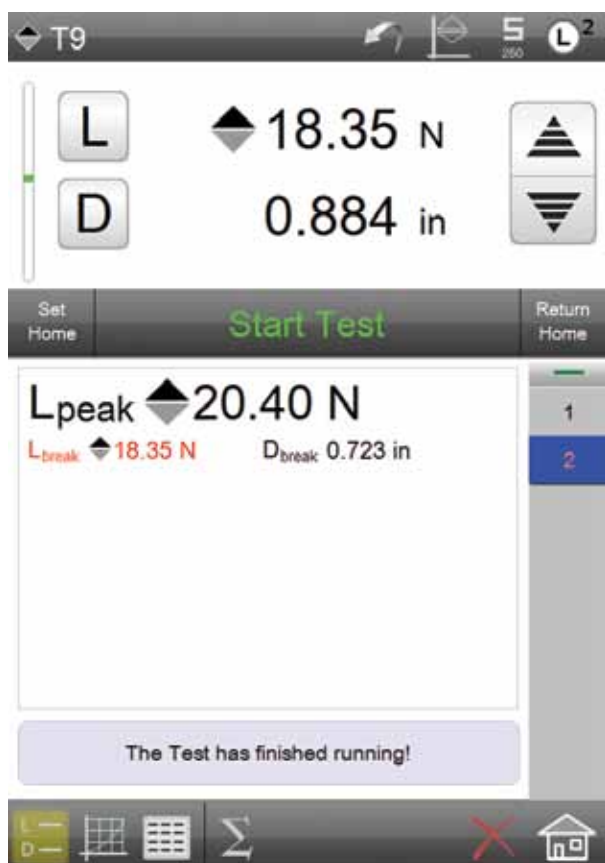 T9
5
250
L2
L
18.35 N
D
0.884 in
Set
Home
Start Test
Return
Home
Lpeak 20.40 N
Lbreak 18.35 N Dbreak 0.723 in
1
2
The Test has finished running!
L
D
Σ